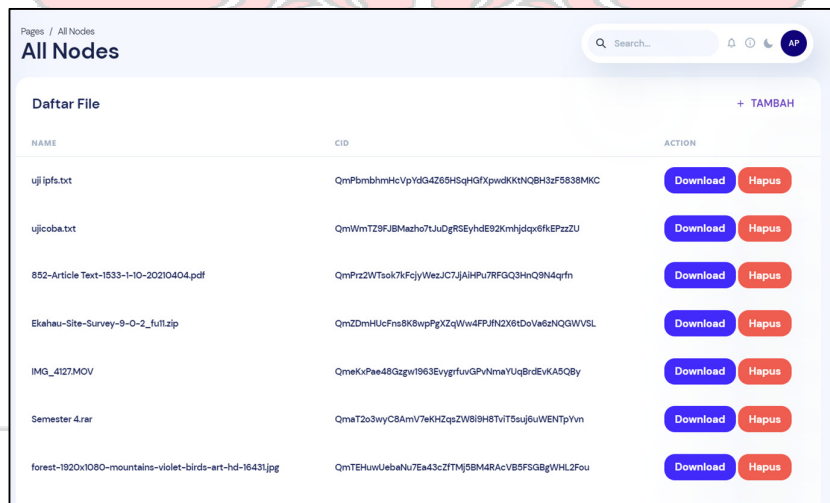 Pages / All Nodes
All Nodes
Search...
AP
Daftar File
+ TAMBAH
NAME CID ACTION
uji ipfs.txt QmPbmbhmHcVpYdG4Z65HSqHGfXpwdKKtNQBH3zF5838MKC Download Hapus
ujicoba.txt QmWmTZ9FJBMazho7tJuDgRSEyhdE92Kmhjdqx6fkEPzzZU Download Hapus
852-Article Text-1533-1-10-20210404.pdf QmPrz2WTsok7kFcjyWezJC7JjAiHPu7RFGQ3HnQ9N4qrfn Download Hapus
Ekahau-Site-Survey-9-0-2_fu11.zip QmZDmHUcFns8K8wpPgXZqWw4FPJfN2X6tDoVa6zNQGWVSL Download Hapus
IMG_4127.MOV QmeKxPae48Gzgw1963EvygrfuvGPvNmaYUqBrdEvKA5QBy Download Hapus
Semester 4.rar QmaT2o3wyC8AmV7eKHZqsZW8i9H8TviT5suj6uWENTpYvn Download Hapus
forest-1920x1080-mountains-violet-birds-art-hd-16431.jpg QmTEHuwUebaNu7Ea43cZfTMj5BM4RAcVB5FSGBgWHL2Fou Download Hapus